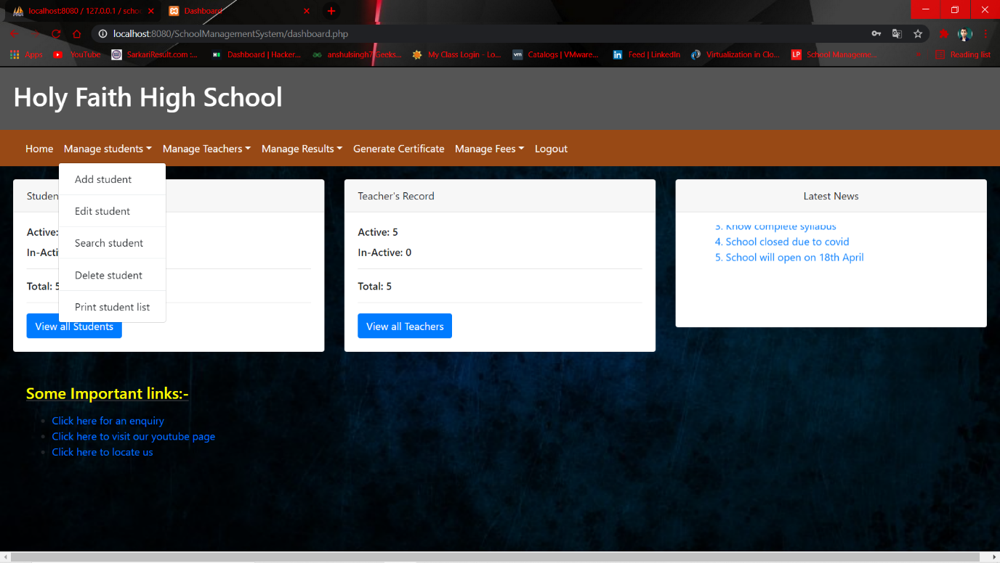 localhost:8080 / 127.0.0.1 / scho
Dashboard
localhost:8080/SchoolManagementSystem/dashboard.php
Apps
YouTube
SarkariResult.com :...
Dashboard | Hacker...
anshulsingh7 | Geeks...
My Class Login - Lo...
Catalogs | VMware...
Feed | LinkedIn
Virtualization in Clo...
School Manageme...
Reading list
Holy Faith High School
Home Manage students Manage Teachers Manage Results Generate Certificate Manage Fees Logout
Add student
Edit student
Search student
Delete student
Print student list
Studen
Active:
In-Acti
Total: 5
View all Students
Teacher's Record
Active: 5
In-Active: 0
Total: 5
View all Teachers
Latest News
3. Know complete syllabus
4. School closed due to covid
5. School will open on 18th April
Some Important links:-
Click here for an enquiry
Click here to visit our youtube page
Click here to locate us